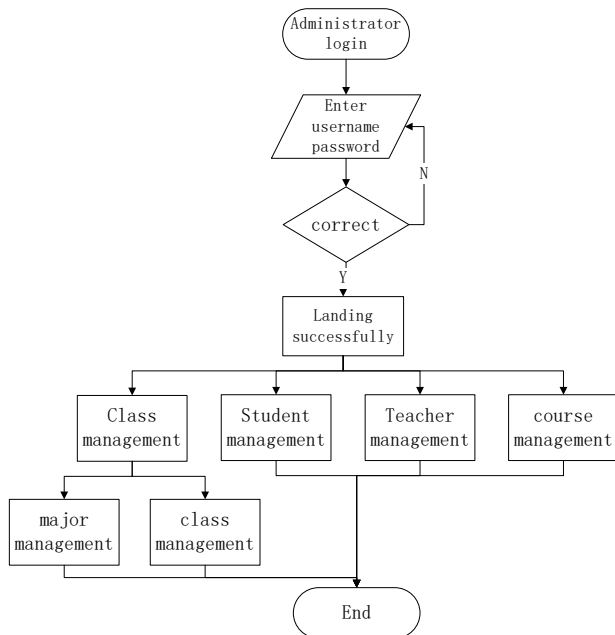 Administrator
login
Enter
username
password
N
correct
Y
Landing
successfully
Class
management
Student
management
Teacher
management
course
management
major
management
class
management
End